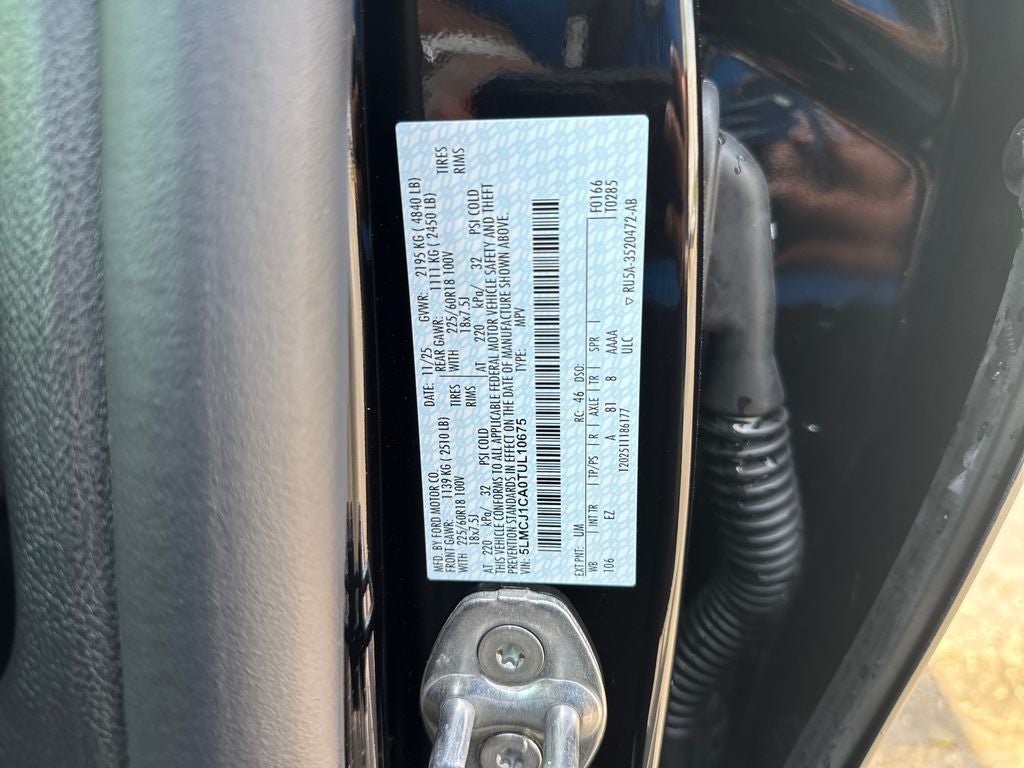 MFD. BY FORD MOTOR CO. DATE: 11/25 GVWR: 2195 KG ( 4840 LB)
FRONT GAWR: 1139 KG ( 2510 LB) REAR GAWR: 1111 KG ( 2450 LB)
WITH 225/60R18 100V TIRES WITH 225/60R18 100V TIRES
18x7.5J RIMS 18x7.5J RIMS
AT 220 kPa/ 32 PSI COLD AT 220 kPa/ 32 PSI COLD
THIS VEHICLE CONFORMS TO ALL APPLICABLE FEDERAL MOTOR VEHICLE SAFETY AND THEFT
PREVENTION STANDARDS IN EFFECT ON THE DATE OF MANUFACTURE SHOWN ABOVE.
VIN: 5LMCJ1CA0TUL10675 TYPE: MPV
EXT PNT: UM RC: 46 DSO: F0166
WB | INT TR | TP/PS | R | AXLE | TR | SPR | T0285
106 EZ A 81 8 AAAA
ULC
1202511186177 ▽ RU5A-3520472-AB